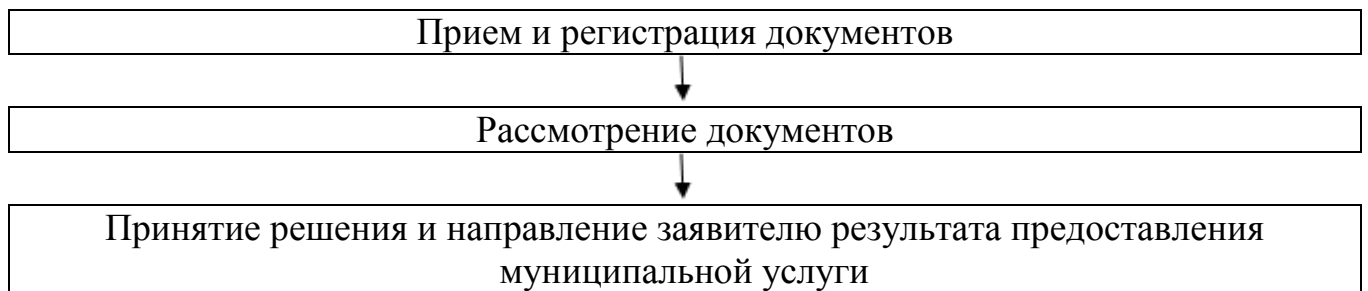 Прием и регистрация документов
Рассмотрение документов
Принятие решения и направление заявителю результата предоставления
муниципальной услуги